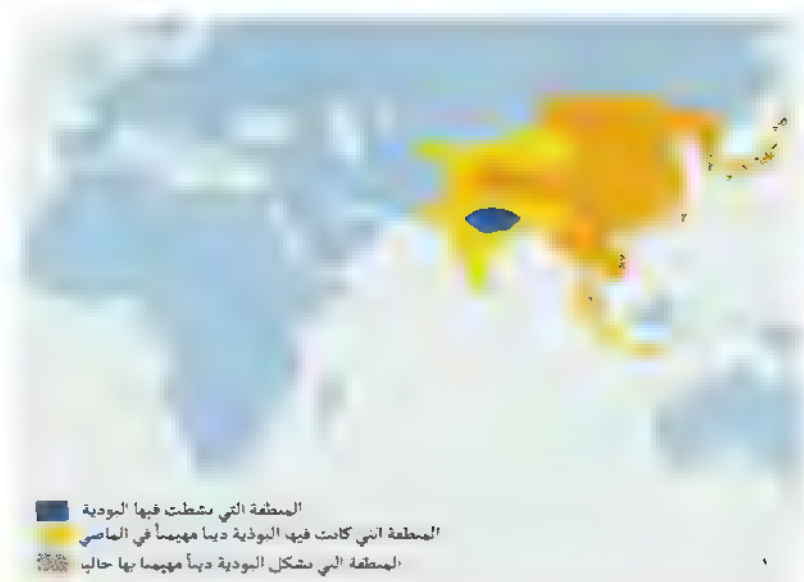 المنطقة التي نشطت فيها البوذية
المنطقة التي كانت فيها البوذية ديناً مهيمناً في الماضي
المنطقة التي تشكل البوذية ديناً مهيمنا بها حاليا